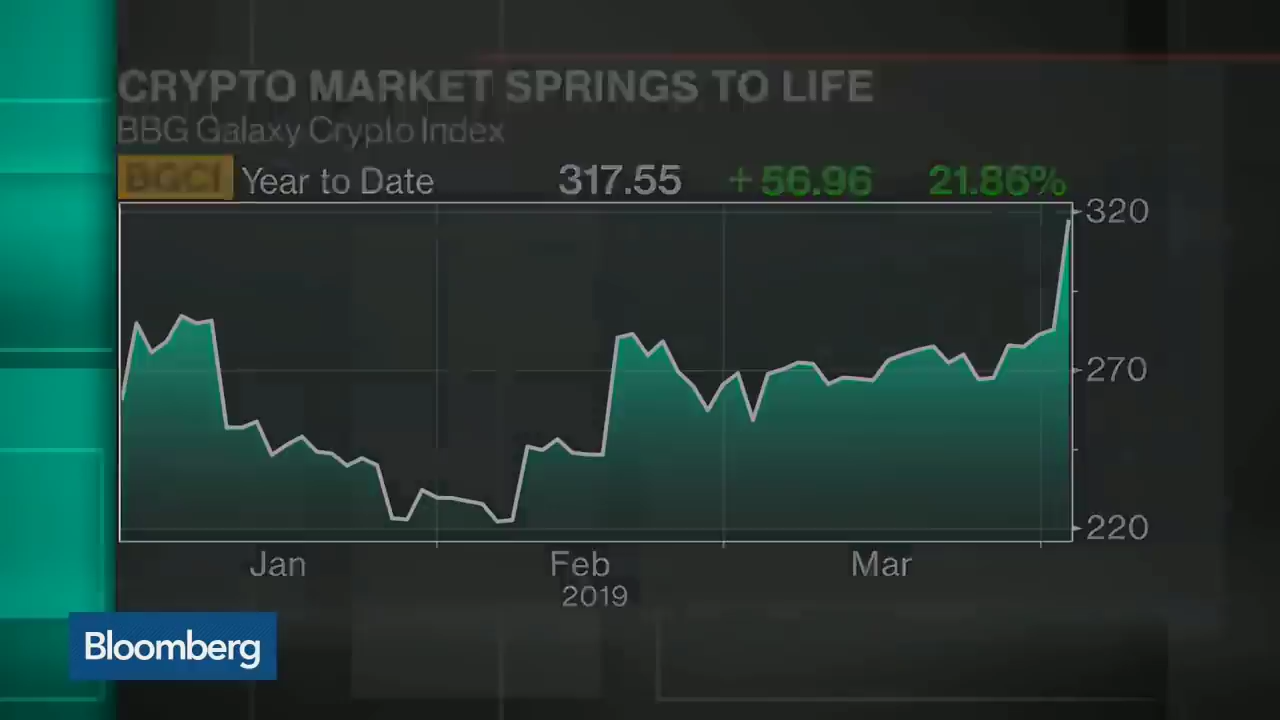 CRYPTO MARKET SPRINGS TO LIFE
BBG Galaxy Crypto Index
BGCI Year to Date 317.55 +56.96 21.86%
320
270
220
Jan Feb Mar
2019
Bloomberg